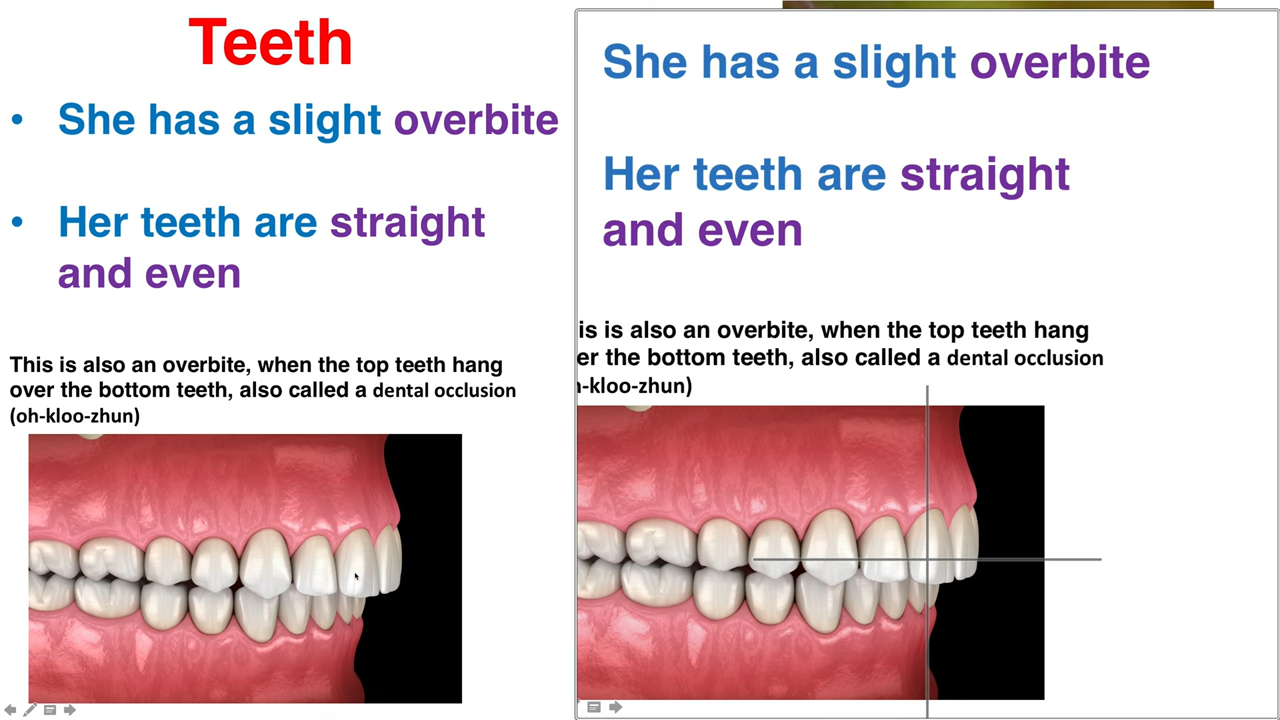 Teeth
• She has a slight overbite
• Her teeth are straight
and even
This is also an overbite, when the top teeth hang
over the bottom teeth, also called a dental occlusion
(oh-kloo-zhun)
She has a slight overbite
Her teeth are straight
and even
is is also an overbite, when the top teeth hang
er the bottom teeth, also called a dental occlusion
-kloo-zhun)